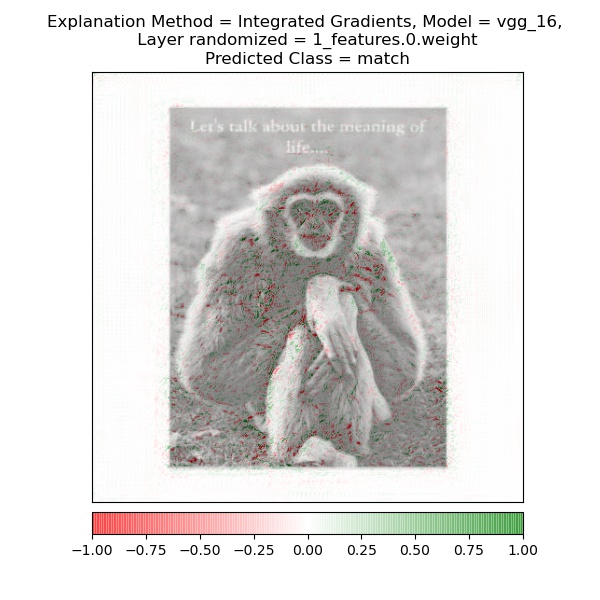 Explanation Method = Integrated Gradients, Model = vgg_16,
Layer randomized = 1_features.0.weight
Predicted Class = match
Let's talk about the meaning of
life....
−1.00 −0.75 −0.50 −0.25 0.00 0.25 0.50 0.75 1.00